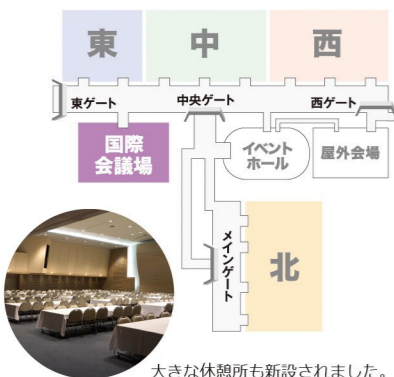 東
中
西
東ゲート
中央ゲート
西ゲート
国際
会議場
イベント
ホール
屋外会場
メインゲート
北
大きな休憩所も新設されました。